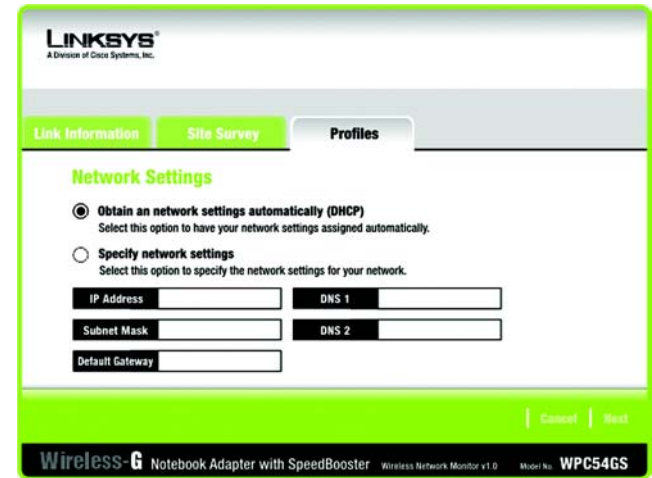 LINKSYS®
A Division of Cisco Systems, Inc.
Link Information Site Survey Profiles
Network Settings
Obtain an network settings automatically (DHCP)
Select this option to have your network settings assigned automatically.
Specify network settings
Select this option to specify the network settings for your network.
IP Address DNS 1
Subnet Mask DNS 2
Default Gateway
Cancel Next
Wireless-G Notebook Adapter with SpeedBooster Wireless Network Monitor v1.0 Model No. WPC54GS